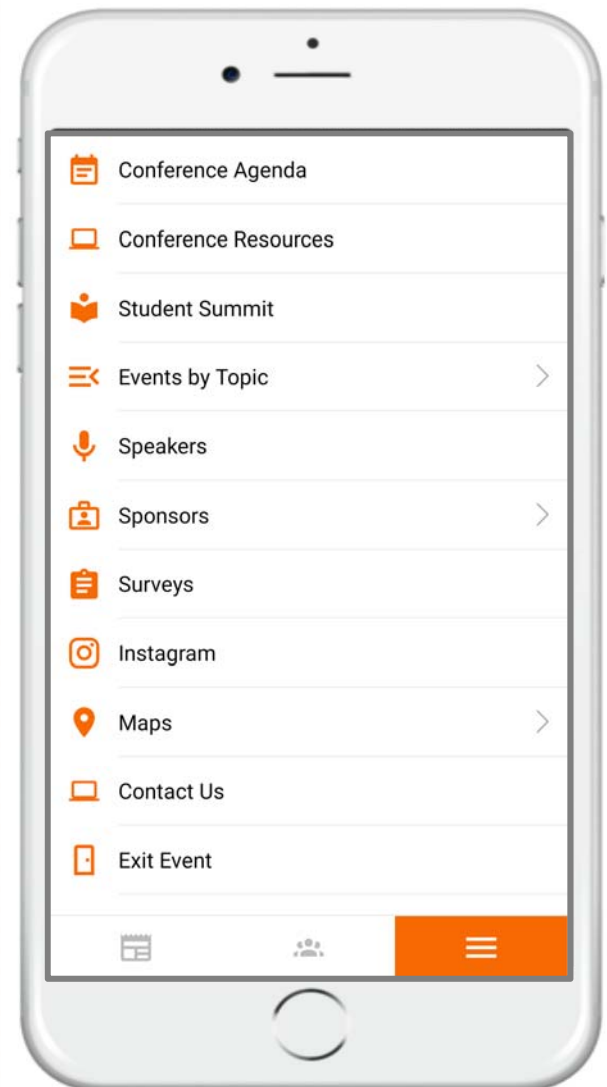 Conference Agenda
Conference Resources
Student Summit
Events by Topic
Speakers
Sponsors
Surveys
Instagram
Maps
Contact Us
Exit Event